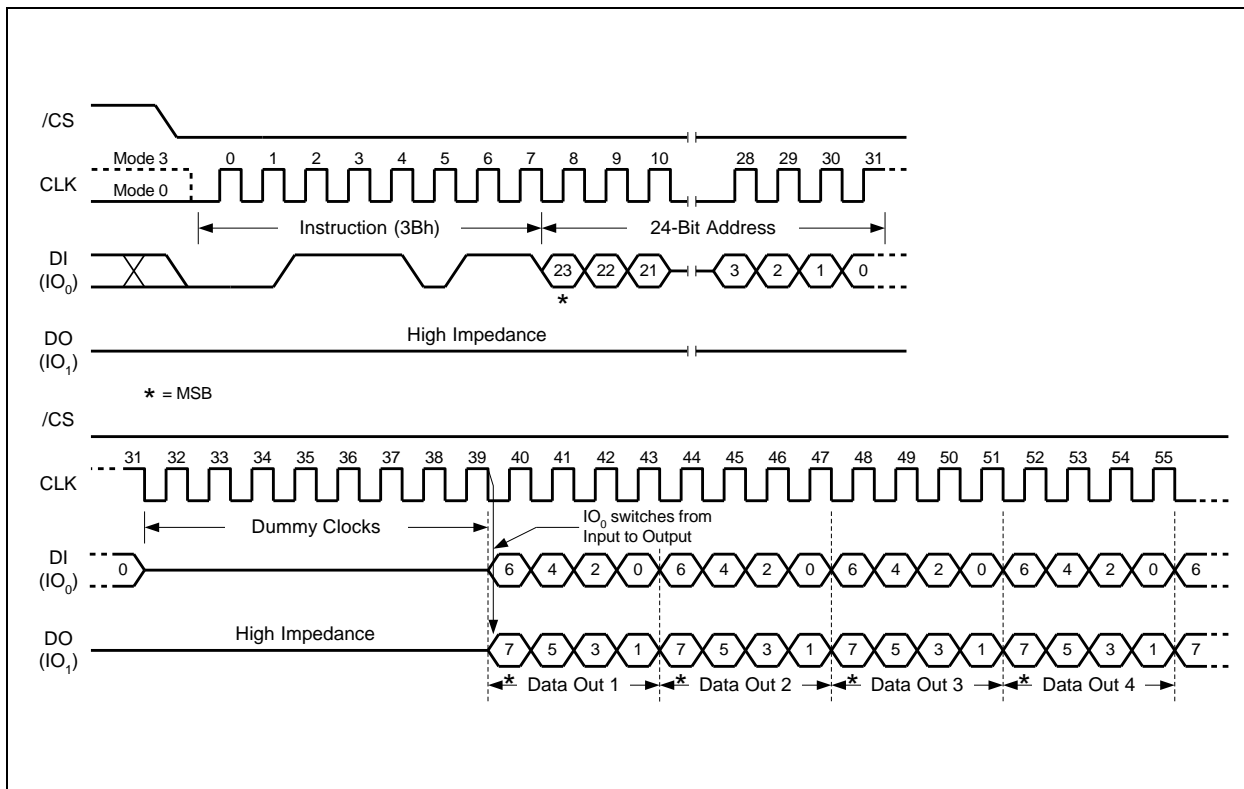 /CS
Mode 3
0 1 2 3 4 5 6 7 8 9 10 28 29 30 31
CLK
Mode 0
Instruction (3Bh) 24-Bit Address
DI
(IO0)
23 22 21 3 2 1 0
*
DO
(IO1)
High Impedance
* = MSB
/CS
31 32 33 34 35 36 37 38 39 40 41 42 43 44 45 46 47 48 49 50 51 52 53 54 55
CLK
Dummy Clocks
IO0 switches from
Input to Output
DI
(IO0)
0 6 4 2 0 6 4 2 0 6 4 2 0 6 4 2 0 6
DO
(IO1)
High Impedance
7 5 3 1 7 5 3 1 7 5 3 1 7 5 3 1 7
* Data Out 1 * Data Out 2 * Data Out 3 * Data Out 4